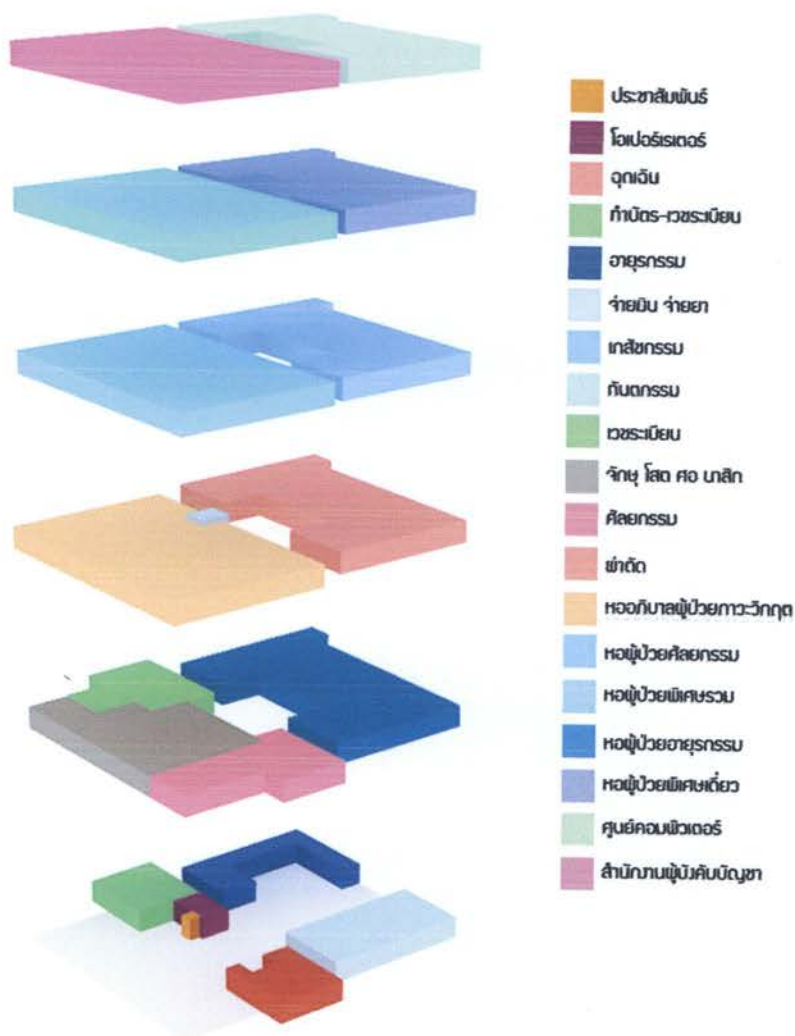 ประชาสัมพันธ์
โอเปอร์เรเตอร์
ฉุกเฉิน
ทำบัตร-เวชระเบียน
อายุรกรรม
จ่ายเงิน จ่ายยา
เภสัชกรรม
ทันตกรรม
เวชระเบียน
จักษุ โสต ศอ นาสิก
ศัลยกรรม
ผ่าตัด
หออภิบาลผู้ป่วยภาวะวิกฤต
หอผู้ป่วยศัลยกรรม
หอผู้ป่วยพิเศษรวม
หอผู้ป่วยอายุรกรรม
หอผู้ป่วยพิเศษเดี่ยว
ศูนย์คอมพิวเตอร์
สำนักงานผู้บังคับบัญชา